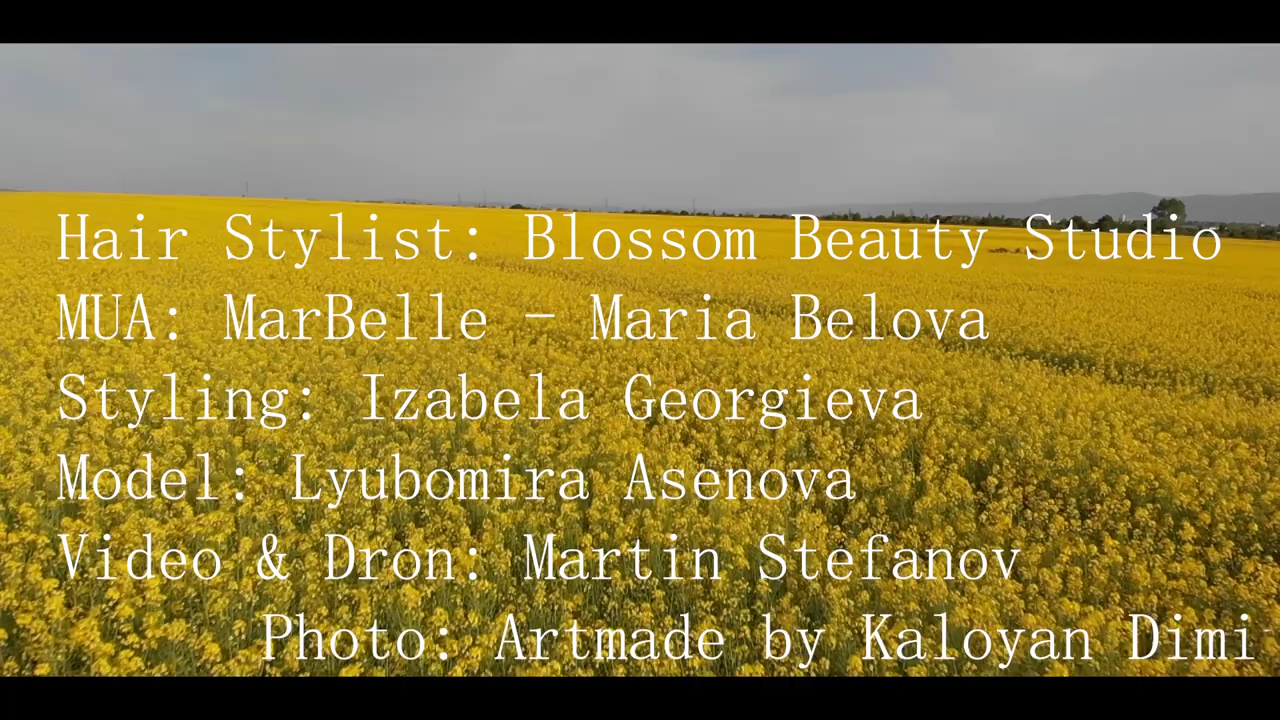 Hair Stylist: Blossom Beauty Studio
MUA: MarBelle - Maria Belova
Styling: Izabela Georgieva
Model: Lyubomira Asenova
Video & Dron: Martin Stefanov
Photo: Artmade by Kaloyan Dimi